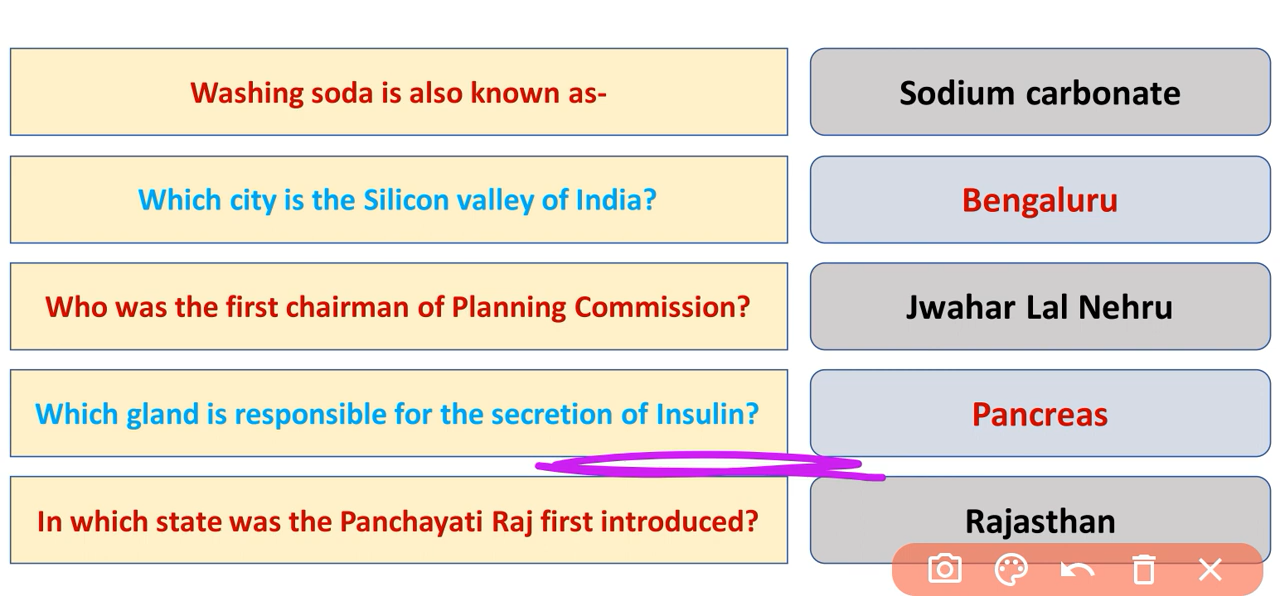 Washing soda is also known as-
Sodium carbonate
Which city is the Silicon valley of India?
Bengaluru
Who was the first chairman of Planning Commission?
Jwahar Lal Nehru
Which gland is responsible for the secretion of Insulin?
Pancreas
In which state was the Panchayati Raj first introduced?
Rajasthan